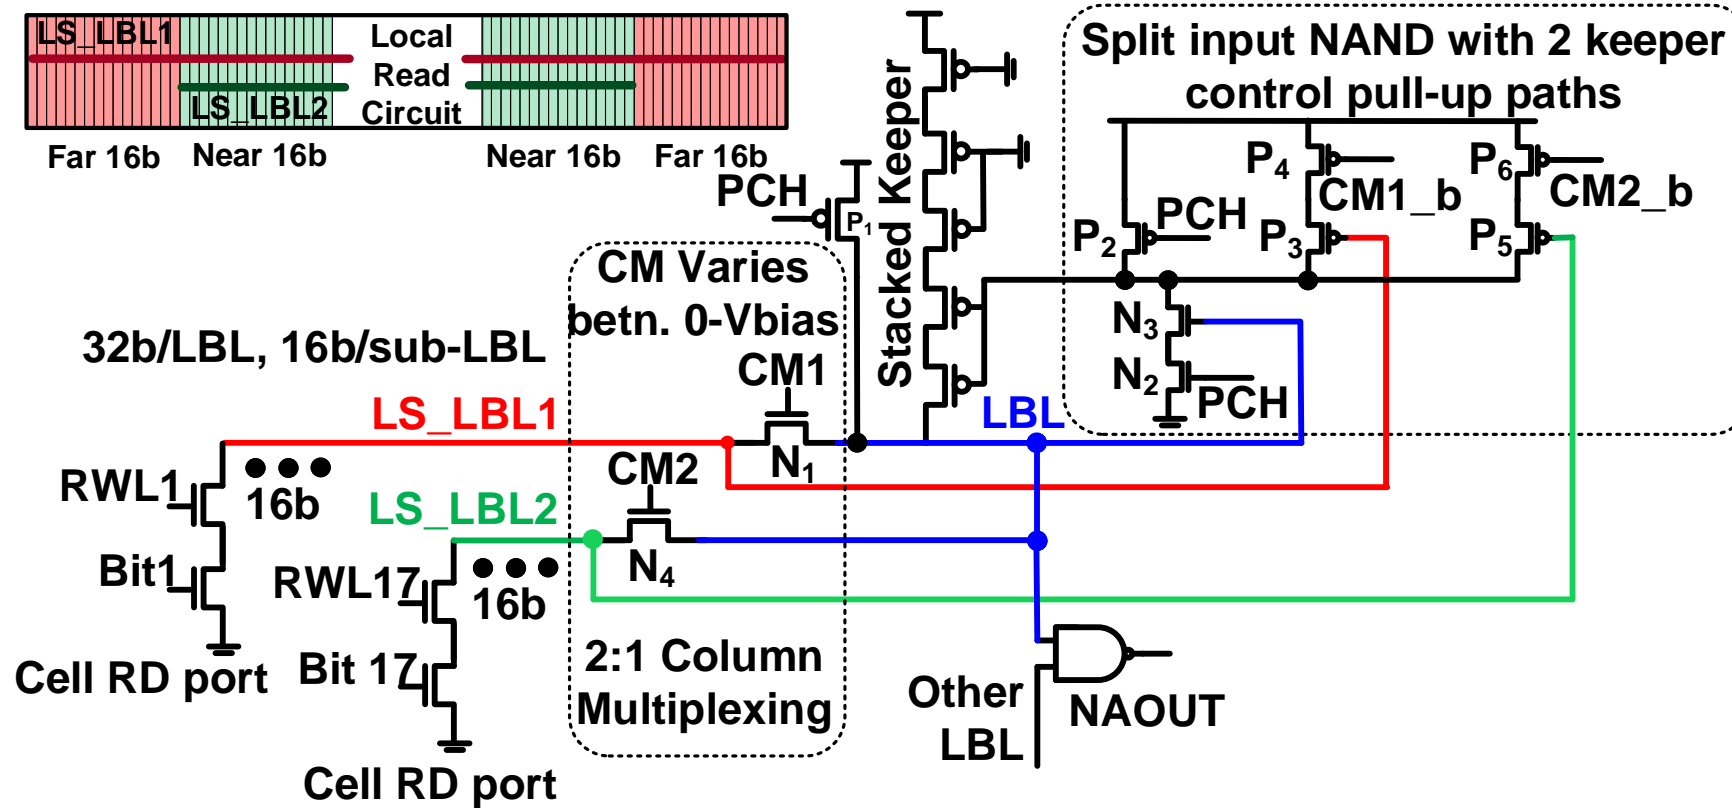 LS_LBL1
LS_LBL2
Local
Read
Circuit
Far 16b
Near 16b
Near 16b
Far 16b
PCH
P1
Stacked Keeper
Split input NAND with 2 keeper
control pull-up paths
P4
CM1_b
P6
CM2_b
P2
PCH
P3
P5
N3
N2
PCH
CM Varies
betn. 0-Vbias
CM1
N1
CM2
N4
2:1 Column
Multiplexing
32b/LBL, 16b/sub-LBL
LS_LBL1
LBL
RWL1
16b
Bit1
Cell RD port
LS_LBL2
RWL17
16b
Bit 17
Cell RD port
Other
LBL
NAOUT